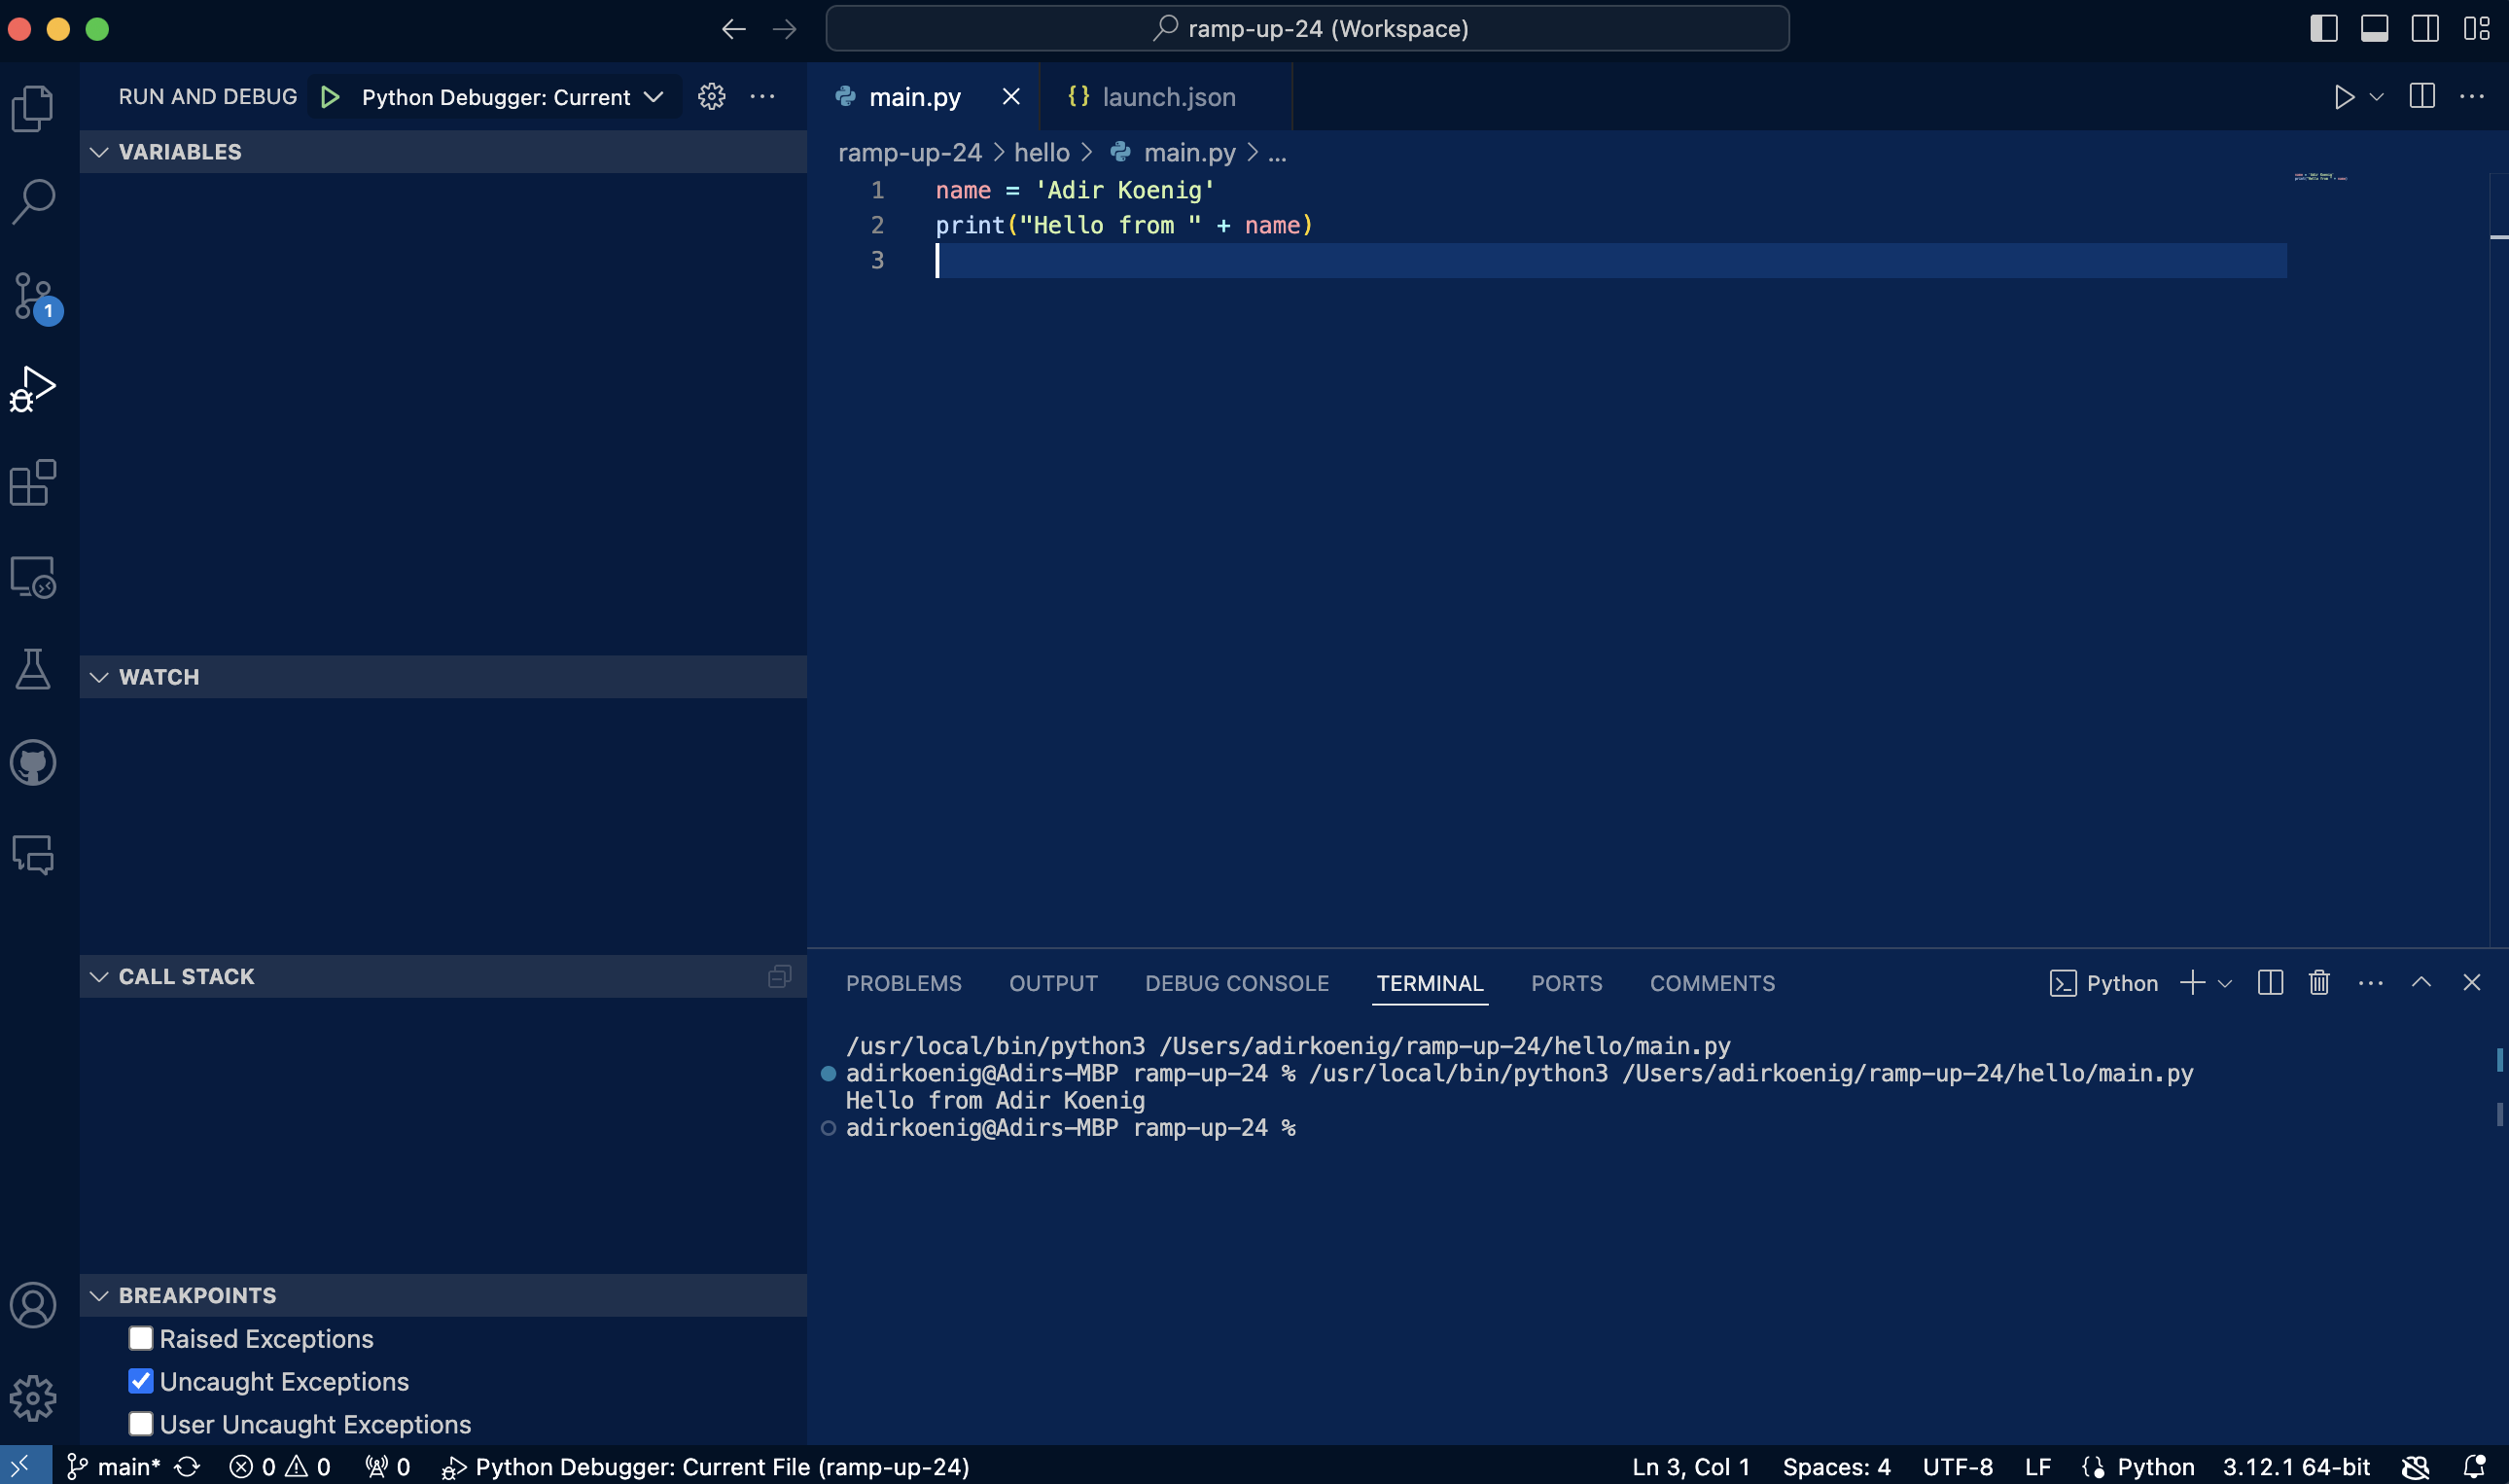 ramp-up-24 (Workspace)
RUN AND DEBUG Python Debugger: Current
VARIABLES
WATCH
CALL STACK
BREAKPOINTS
Raised Exceptions
Uncaught Exceptions
User Uncaught Exceptions
main.py {} launch.json
ramp-up-24 > hello > main.py > ...
1 name = 'Adir Koenig'
2 print("Hello from " + name)
3
PROBLEMS OUTPUT DEBUG CONSOLE TERMINAL PORTS COMMENTS Python
/usr/local/bin/python3 /Users/adirkoenig/ramp-up-24/hello/main.py
adirkoenig@Adirs-MBP ramp-up-24 % /usr/local/bin/python3 /Users/adirkoenig/ramp-up-24/hello/main.py
Hello from Adir Koenig
adirkoenig@Adirs-MBP ramp-up-24 %
1
main* 0 0 0 Python Debugger: Current File (ramp-up-24) Ln 3, Col 1 Spaces: 4 UTF-8 LF Python 3.12.1 64-bit